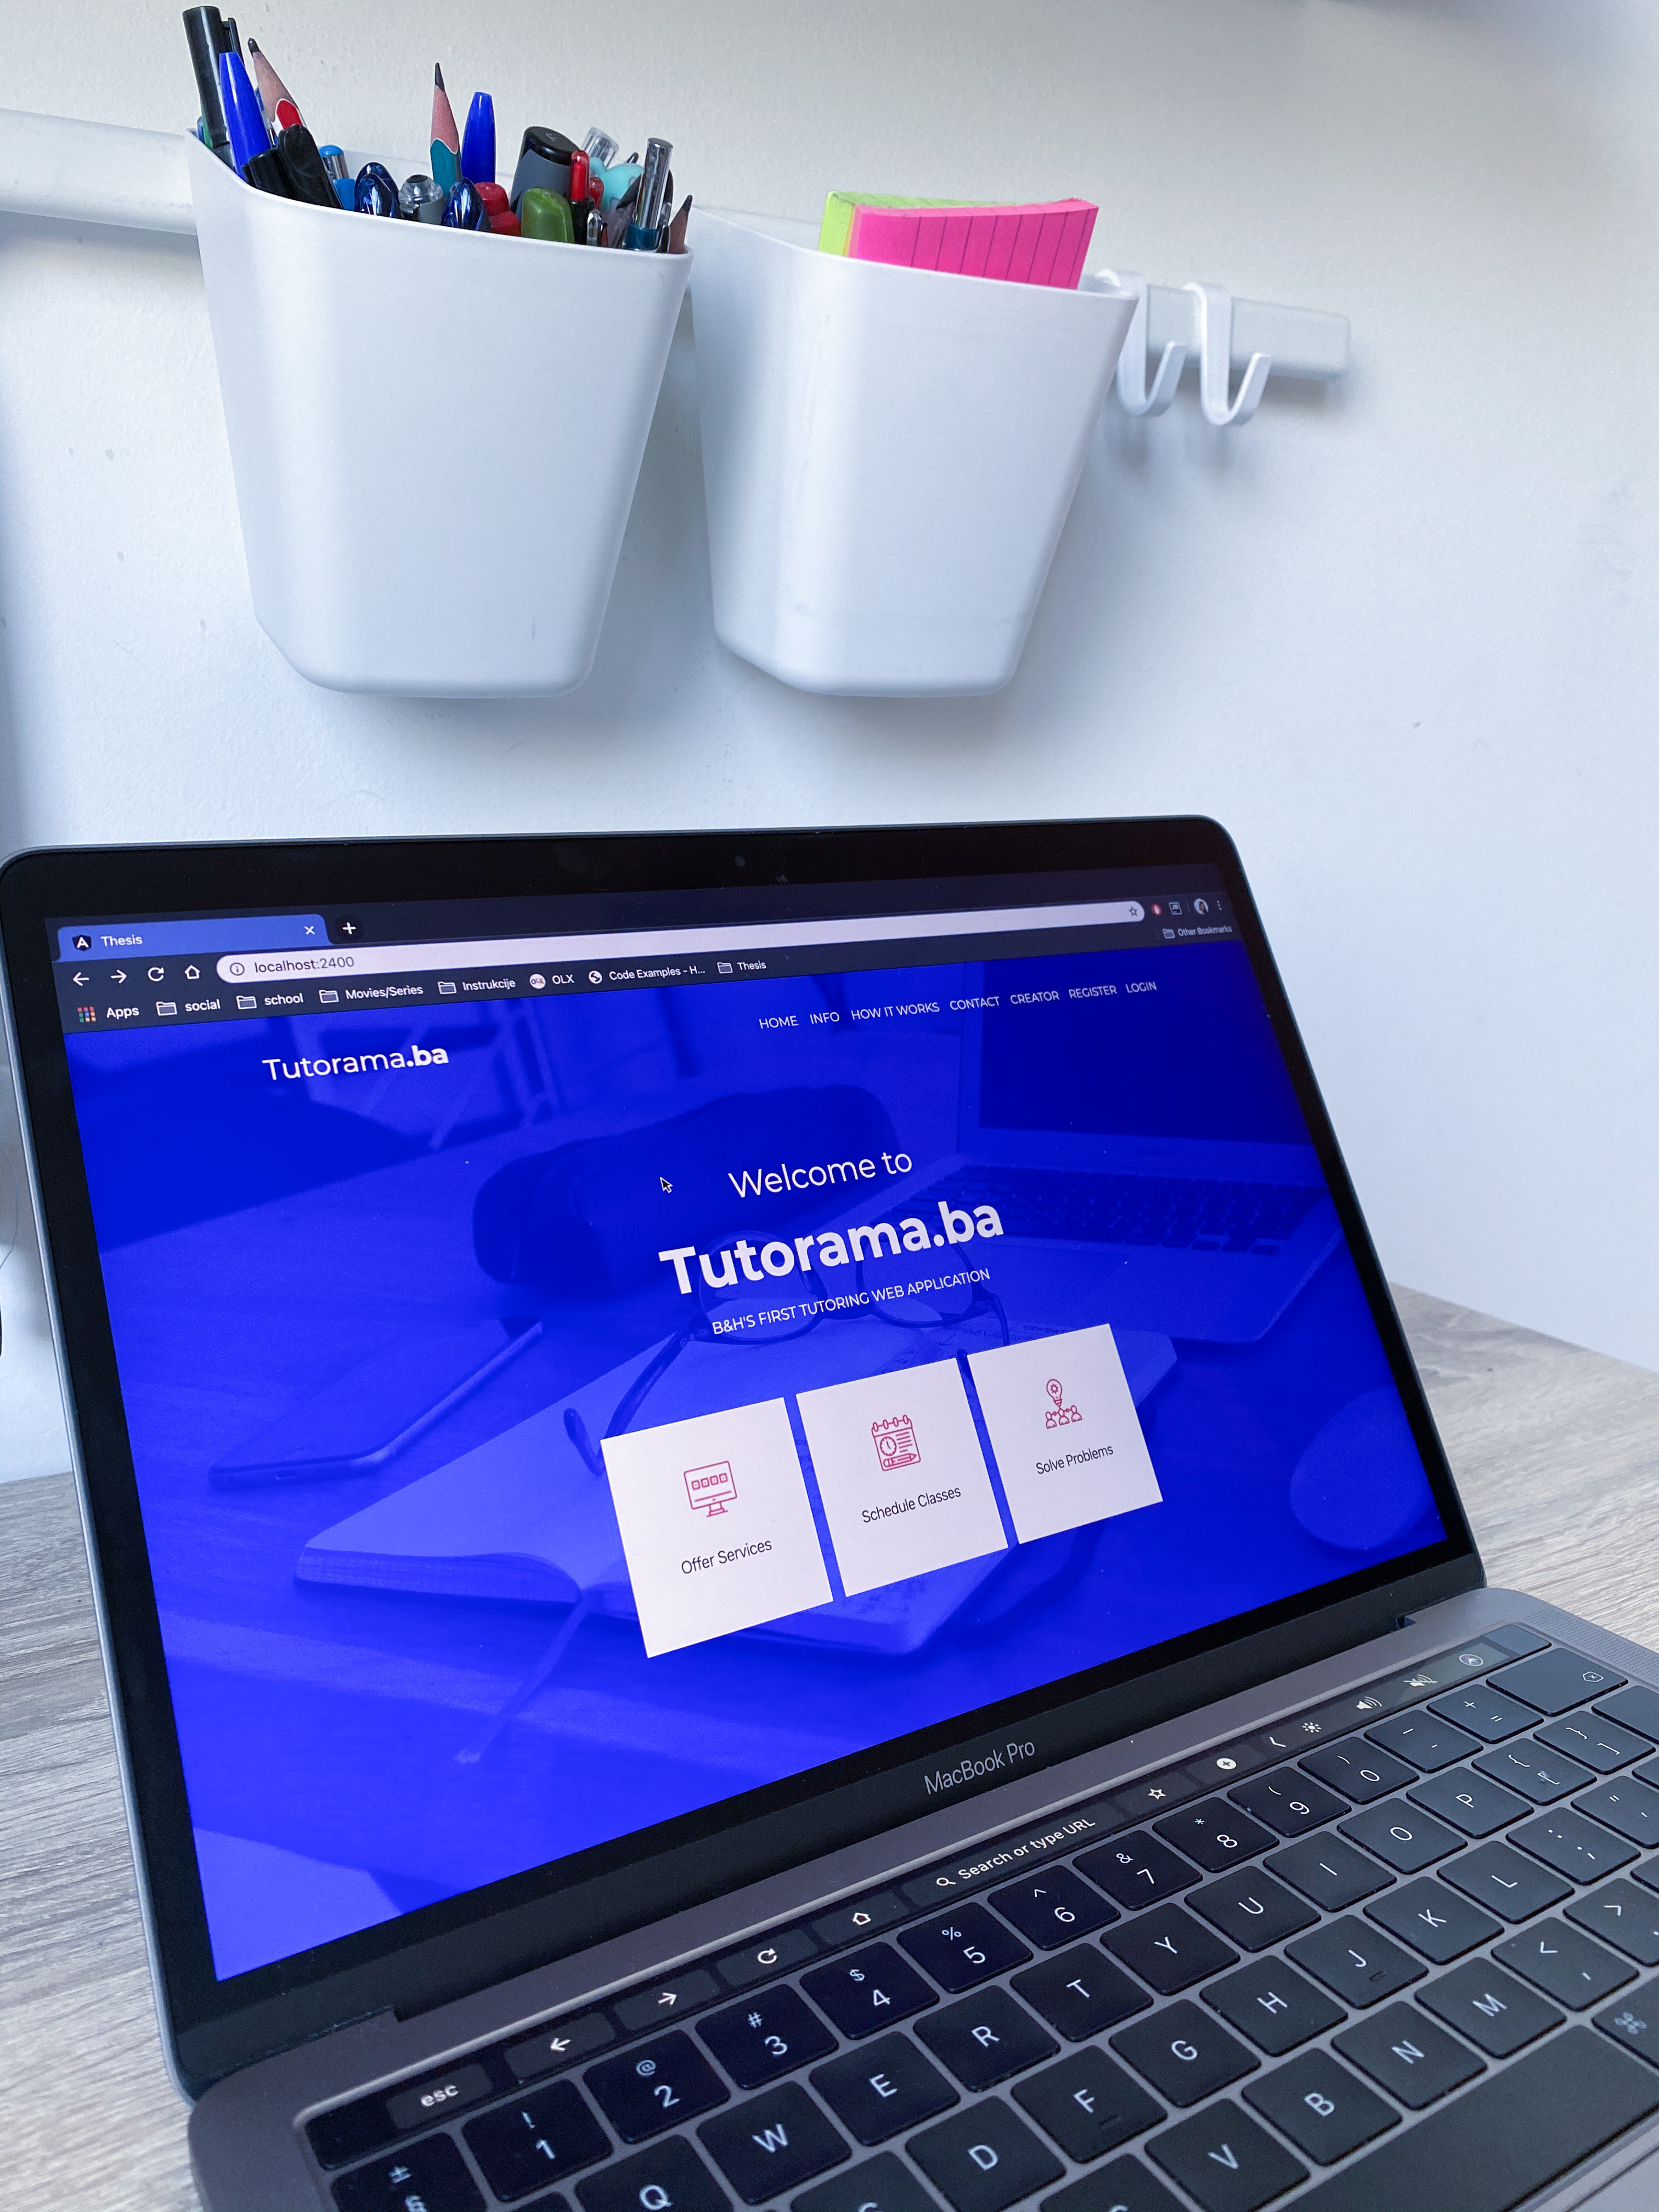 Thesis
localhost:2400
Other Bookmarks
Apps social school Movies/Series Instrukcije OLX Code Examples - H... Thesis
HOME INFO HOW IT WORKS CONTACT CREATOR REGISTER LOGIN
Tutorama.ba
Welcome to
Tutorama.ba
B&H'S FIRST TUTORING WEB APPLICATION
Offer Services
Schedule Classes
Solve Problems
MacBook Pro
esc
Search or type URL
± ! @ # $ % ^ & * ( ) _ +
§ 1 2 3 4 5 6 7 8 9 0 - =
Q W E R T Y U I O P { [ } ]
D F G H J K L : ; " '
V B N M < , >
⌘